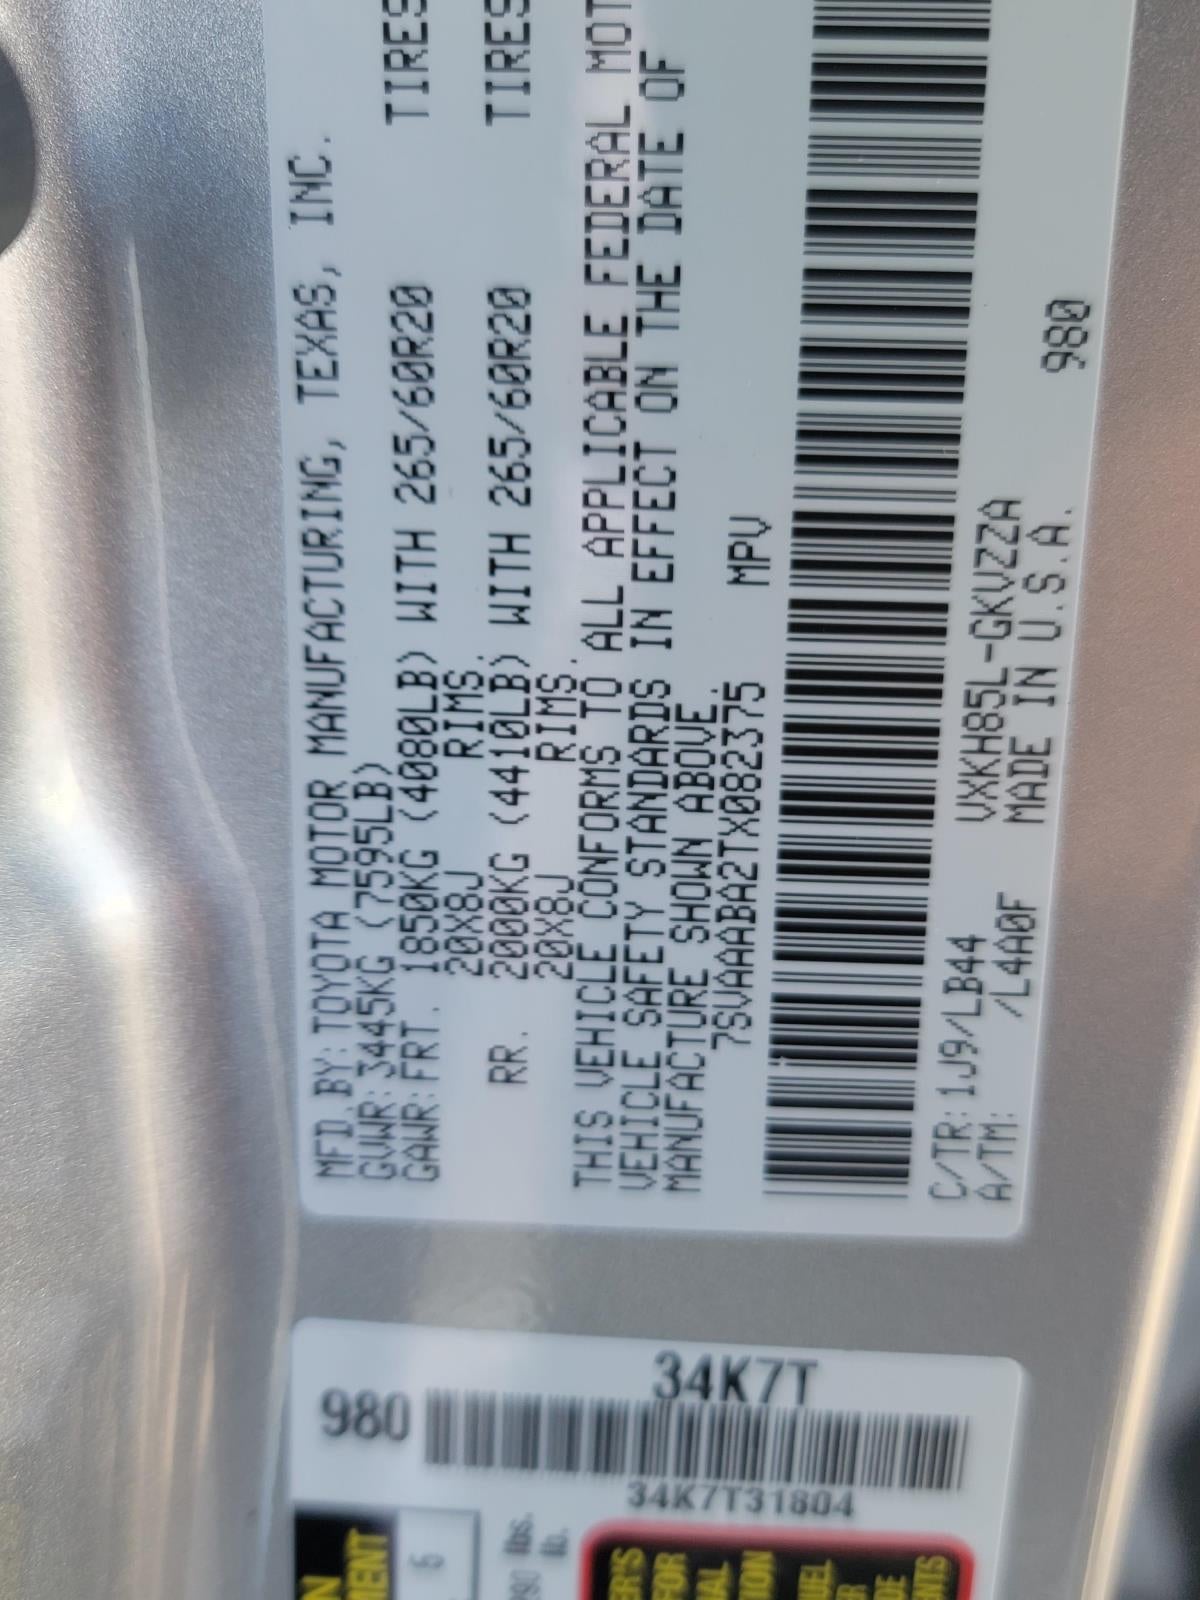 MFD.BY:TOYOTA MOTOR MANUFACTURING, TEXAS, INC.
GVWR:3445KG (7595LB)
GAWR:FRT. 1850KG (4080LB) WITH 265/60R20 TIRES
20X8J RIMS.
RR. 2000KG (4410LB) WITH 265/60R20 TIRES
20X8J RIMS.
THIS VEHICLE CONFORMS TO ALL APPLICABLE FEDERAL MOT
VEHICLE SAFETY STANDARDS IN EFFECT ON THE DATE OF
MANUFACTURE SHOWN ABOVE.
7SVAAABA2TX082375 MPV
C/TR: 1J9/LB44 VXKH85L-GKVZZA
A/TM: /L4A0F MADE IN U.S.A. 980
980
34K7T
34K7T31804